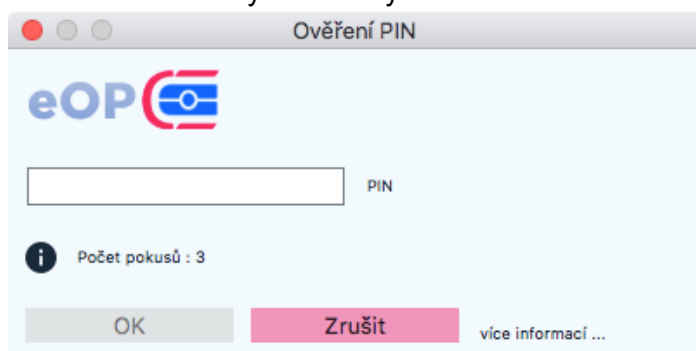 Ověření PIN
eOP
PIN
Počet pokusů : 3
OK
Zrušit
více informací ...